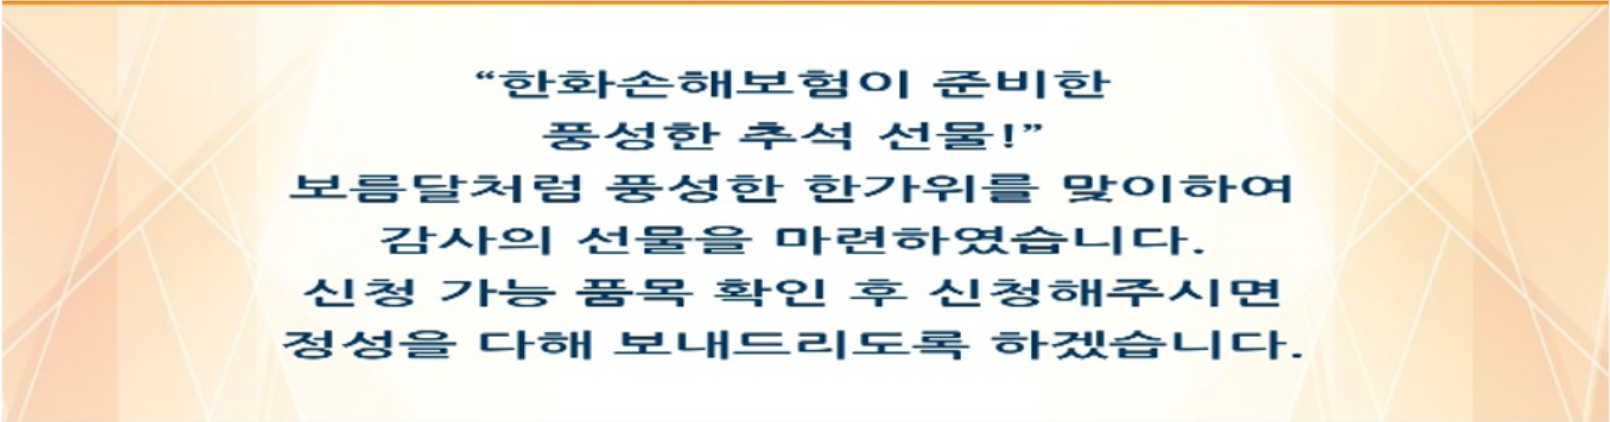 “한화손해보험이 준비한
풍성한 추석 선물!”
보름달처럼 풍성한 한가위를 맞이하여
감사의 선물을 마련하였습니다.
신청 가능 품목 확인 후 신청해주시면
정성을 다해 보내드리도록 하겠습니다.